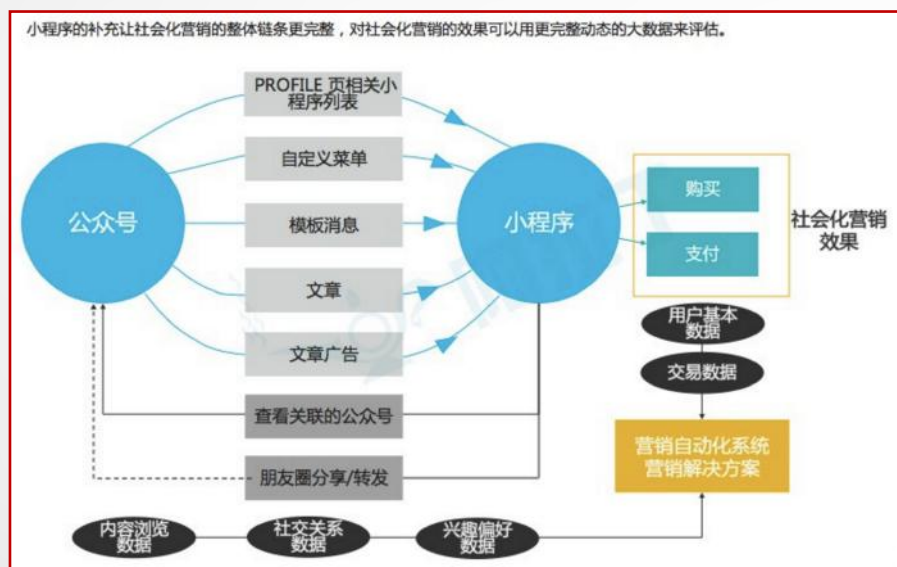 小程序的补充让社会化营销的整体链条更完整，对社会化营销的效果可以用更完整动态的大数据来评估。
PROFILE 页相关小
程序列表
自定义菜单
公众号
模板消息
小程序
购买
支付
社会化营销
效果
文章
文章广告
用户基本
数据
交易数据
查看关联的公众号
营销自动化系统
营销解决方案
朋友圈分享/转发
内容浏览
数据
社交关系
数据
兴趣偏好
数据